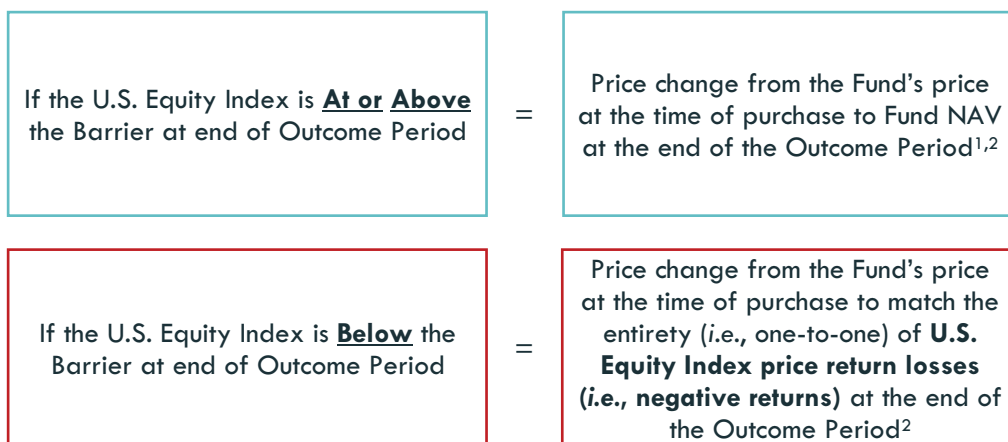 If the U.S. Equity Index is At or Above
the Barrier at end of Outcome Period
=
Price change from the Fund’s price
at the time of purchase to Fund NAV
at the end of the Outcome Period1,2
If the U.S. Equity Index is Below the
Barrier at end of Outcome Period
=
Price change from the Fund’s price
at the time of purchase to match the
entirety (i.e., one-to-one) of U.S.
Equity Index price return losses
(i.e., negative returns) at the end of
the Outcome Period2